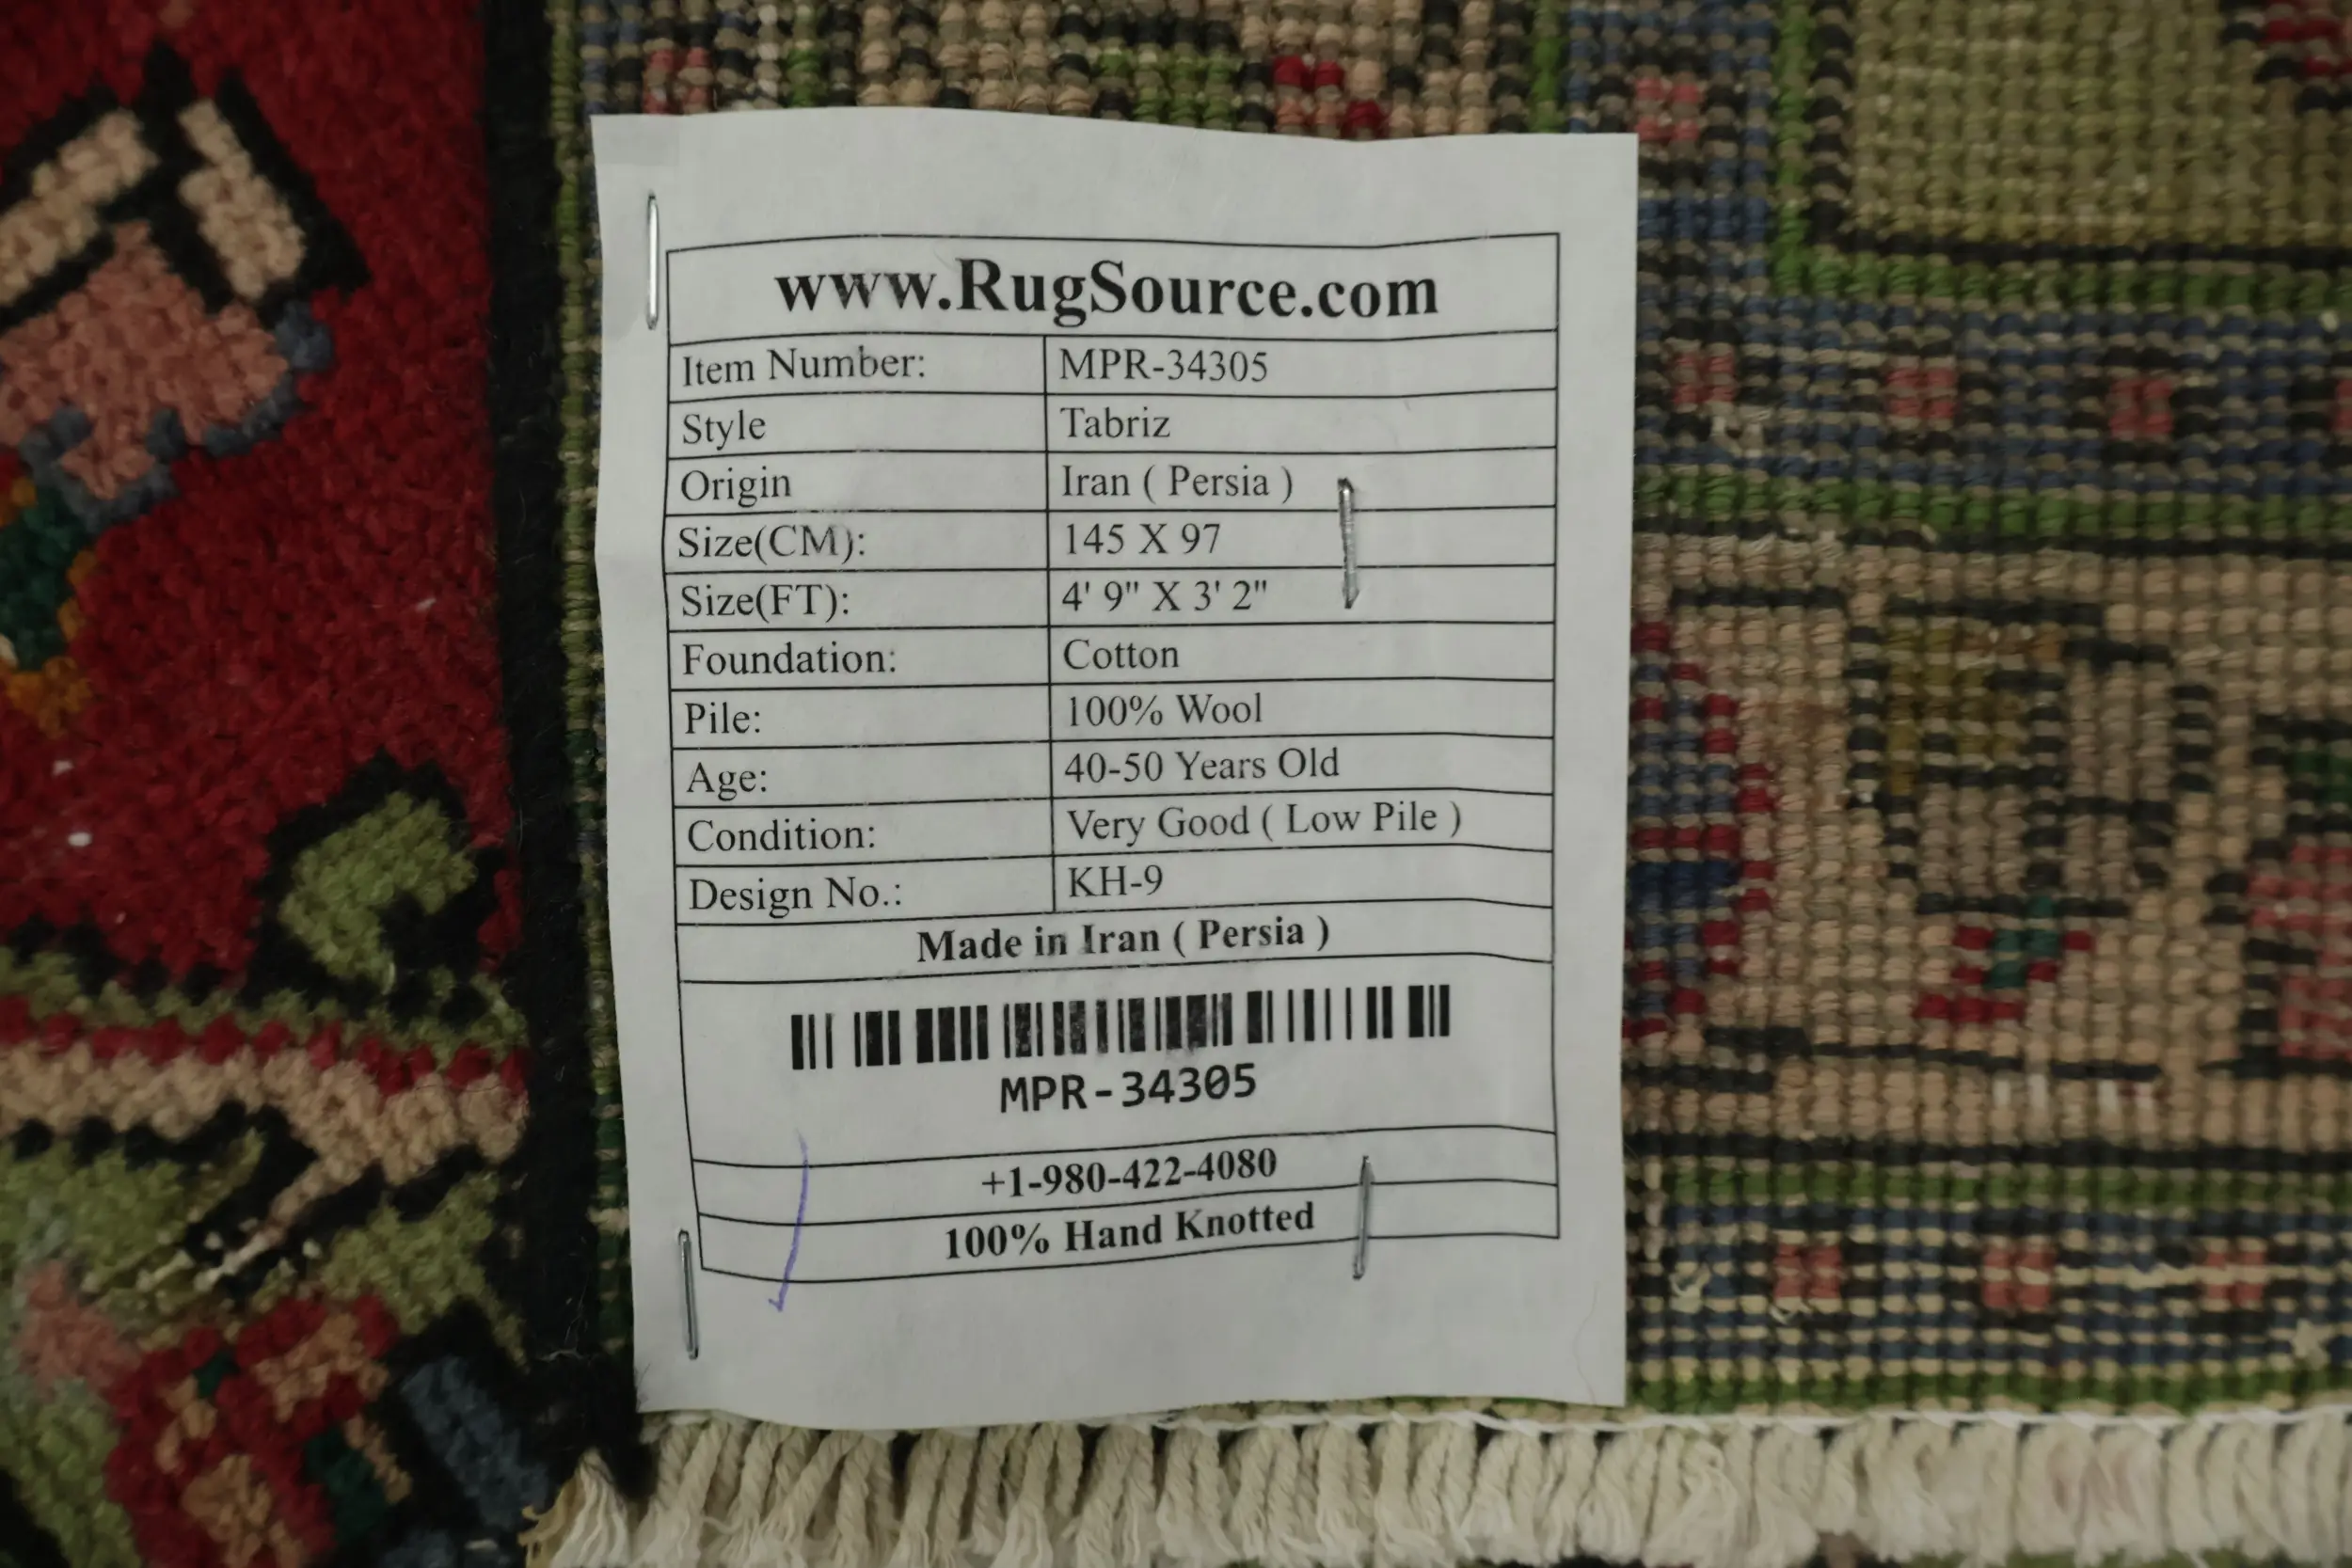 www.RugSource.com
Item Number: MPR-34305
Style Tabriz
Origin Iran ( Persia )
Size(CM): 145 X 97
Size(FT): 4' 9" X 3' 2"
Foundation: Cotton
Pile: 100% Wool
Age: 40-50 Years Old
Condition: Very Good ( Low Pile )
Design No.: KH-9
Made in Iran ( Persia )
MPR-34305
+1-980-422-4080
100% Hand Knotted